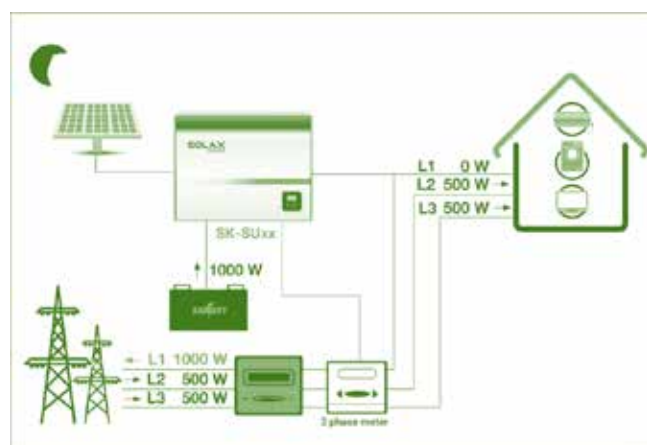 SOLAX
SK-SUxx
1000 W
BATTERY
L1 0 W
L2 500 W →
L3 500 W →
← L1 1000 W
→ L2 500 W
→ L3 500 W
3 phase meter